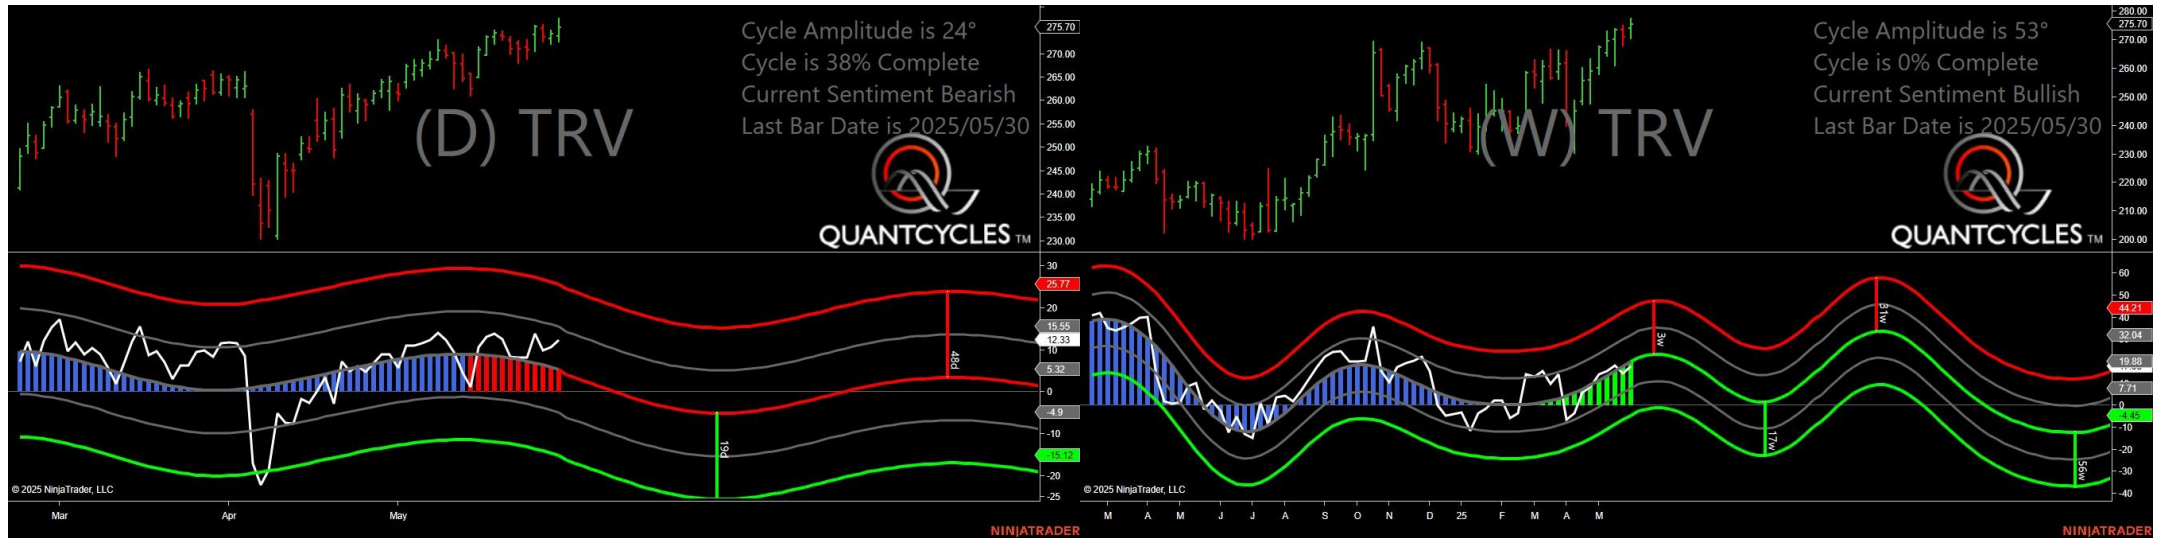 Cycle Amplitude is 24°
Cycle is 38% Complete
Current Sentiment Bearish
Last Bar Date is 2025/05/30
(D) TRV
QUANTCYCLES TM
275.70
270.00
265.00
260.00
255.00
250.00
245.00
240.00
235.00
230.00
30
25.77
20
15.55
12.33
10
5.32
0
-4.9
-10
-15.12
-20
-25
19d
48d
© 2025 NinjaTrader, LLC
Mar Apr May
NINJATRADER
Cycle Amplitude is 53°
Cycle is 0% Complete
Current Sentiment Bullish
Last Bar Date is 2025/05/30
(W) TRV
QUANTCYCLES TM
280.00
275.70
270.00
260.00
250.00
240.00
230.00
220.00
210.00
200.00
60
50
44.21
40
32.04
19.88
7.71
0
-4.45
-10
-20
-30
-40
3w
17w
31w
56w
© 2025 NinjaTrader, LLC
M A M J J A S O N D 25 F M A M
NINJATRADER